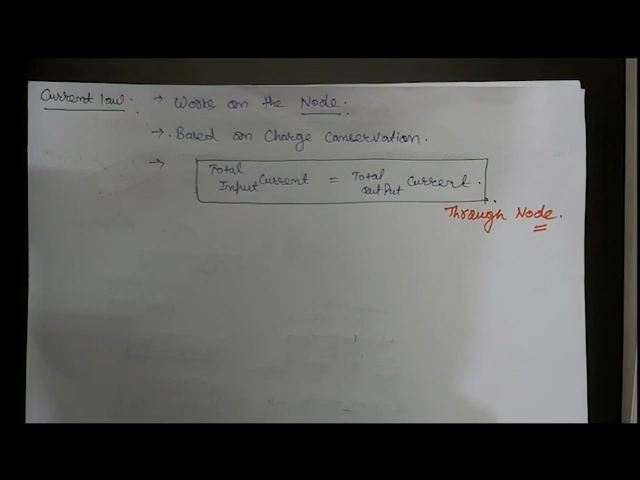 Current law. → Works on the Node.
→ Based on Charge Conservation.
→ Total Input Current = Total Output Current.
Through Node.